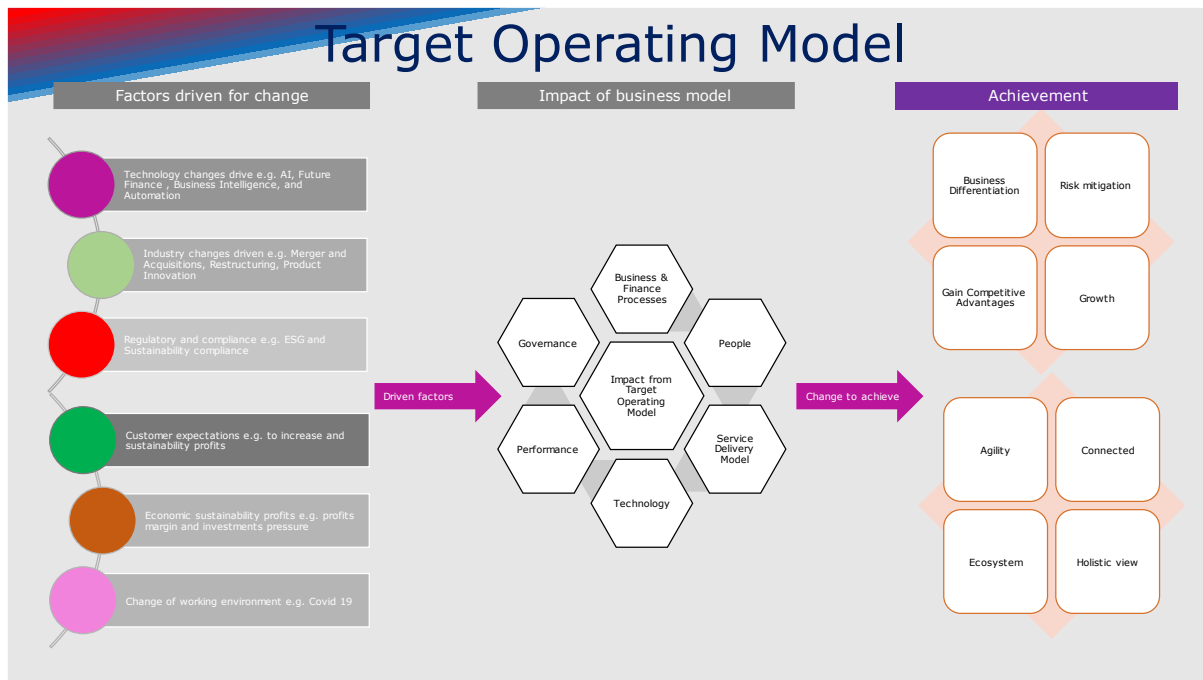 Target Operating Model
Factors driven for change
Technology changes drive e.g. AI, Future
Finance , Business Intelligence, and
Automation
Industry changes driven e.g. Merger and
Acquisitions, Restructuring, Product
Innovation
Regulatory and compliance e.g. ESG and
Sustainability compliance
Customer expectations e.g. to increase and
sustainability profits
Economic sustainability profits e.g. profits
margin and investments pressure
Change of working environment e.g. Covid 19
Driven factors
Impact of business model
Business &
Finance
Processes
Governance
People
Impact from
Target
Operating
Model
Performance
Service
Delivery
Model
Technology
Change to achieve
Achievement
Business
Differentiation
Risk mitigation
Gain Competitive
Advantages
Growth
Agility
Connected
Ecosystem
Holistic view